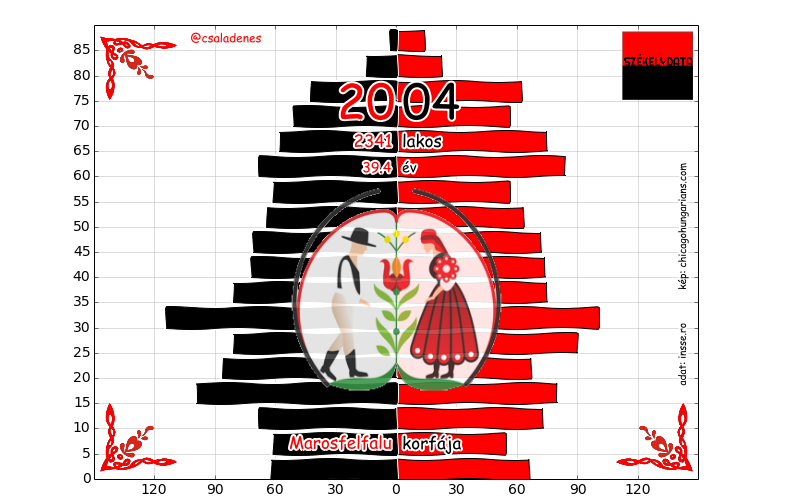 @csaladenes
SZÉKELYDATA
2004
2341 lakos
39.4 év
Marosfelfalu korfája
kép: chicagohungarians.com
adat: insse.ro
85
80
75
70
65
60
55
50
45
40
35
30
25
20
15
10
5
0
120 90 60 30 0 30 60 90 120